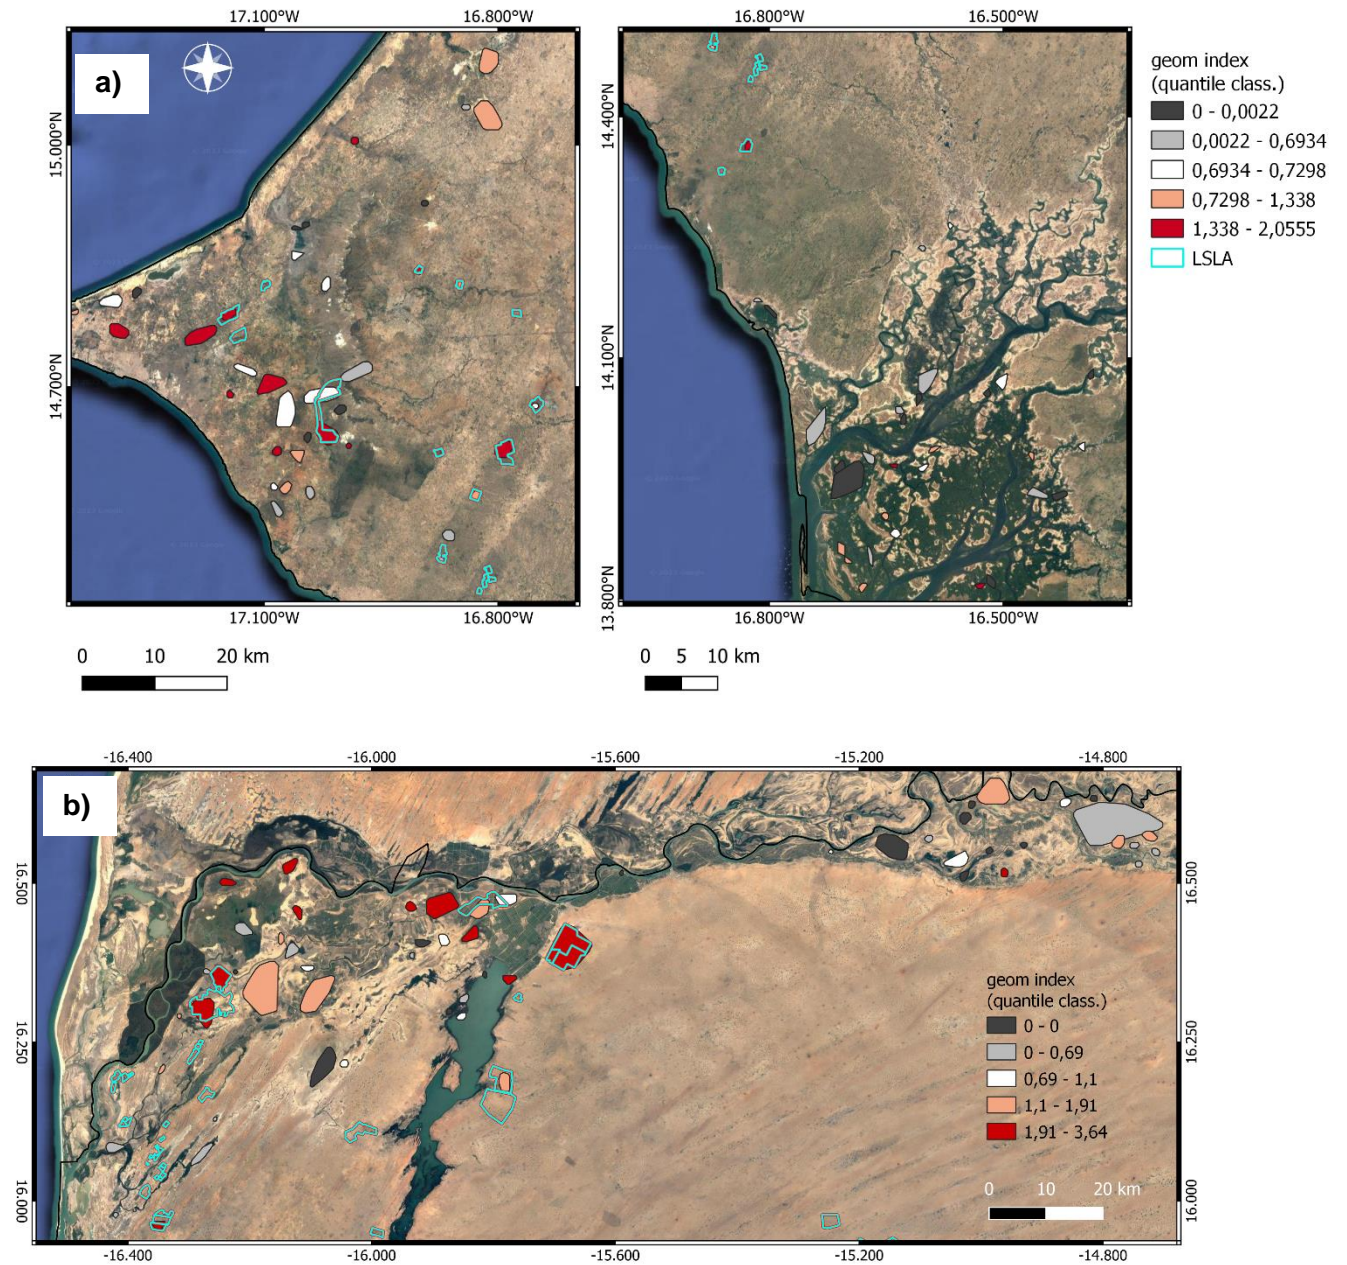 17.100°W 16.800°W 16.800°W 16.500°W
a)
geom index
(quantile class.)
0 - 0,0022
0,0022 - 0,6934
0,6934 - 0,7298
0,7298 - 1,338
1,338 - 2,0555
LSLA
15.000°N
14.700°N
14.400°N
14.100°N
13.800°N
17.100°W 16.800°W 16.800°W 16.500°W
0 10 20 km
0 5 10 km
-16.400 -16.000 -15.600 -15.200 -14.800
b)
16.500 16.500
16.250 16.250
16.000 16.000
geom index
(quantile class.)
0 - 0
0 - 0,69
0,69 - 1,1
1,1 - 1,91
1,91 - 3,64
0 10 20 km
-16.400 -16.000 -15.600 -15.200 -14.800